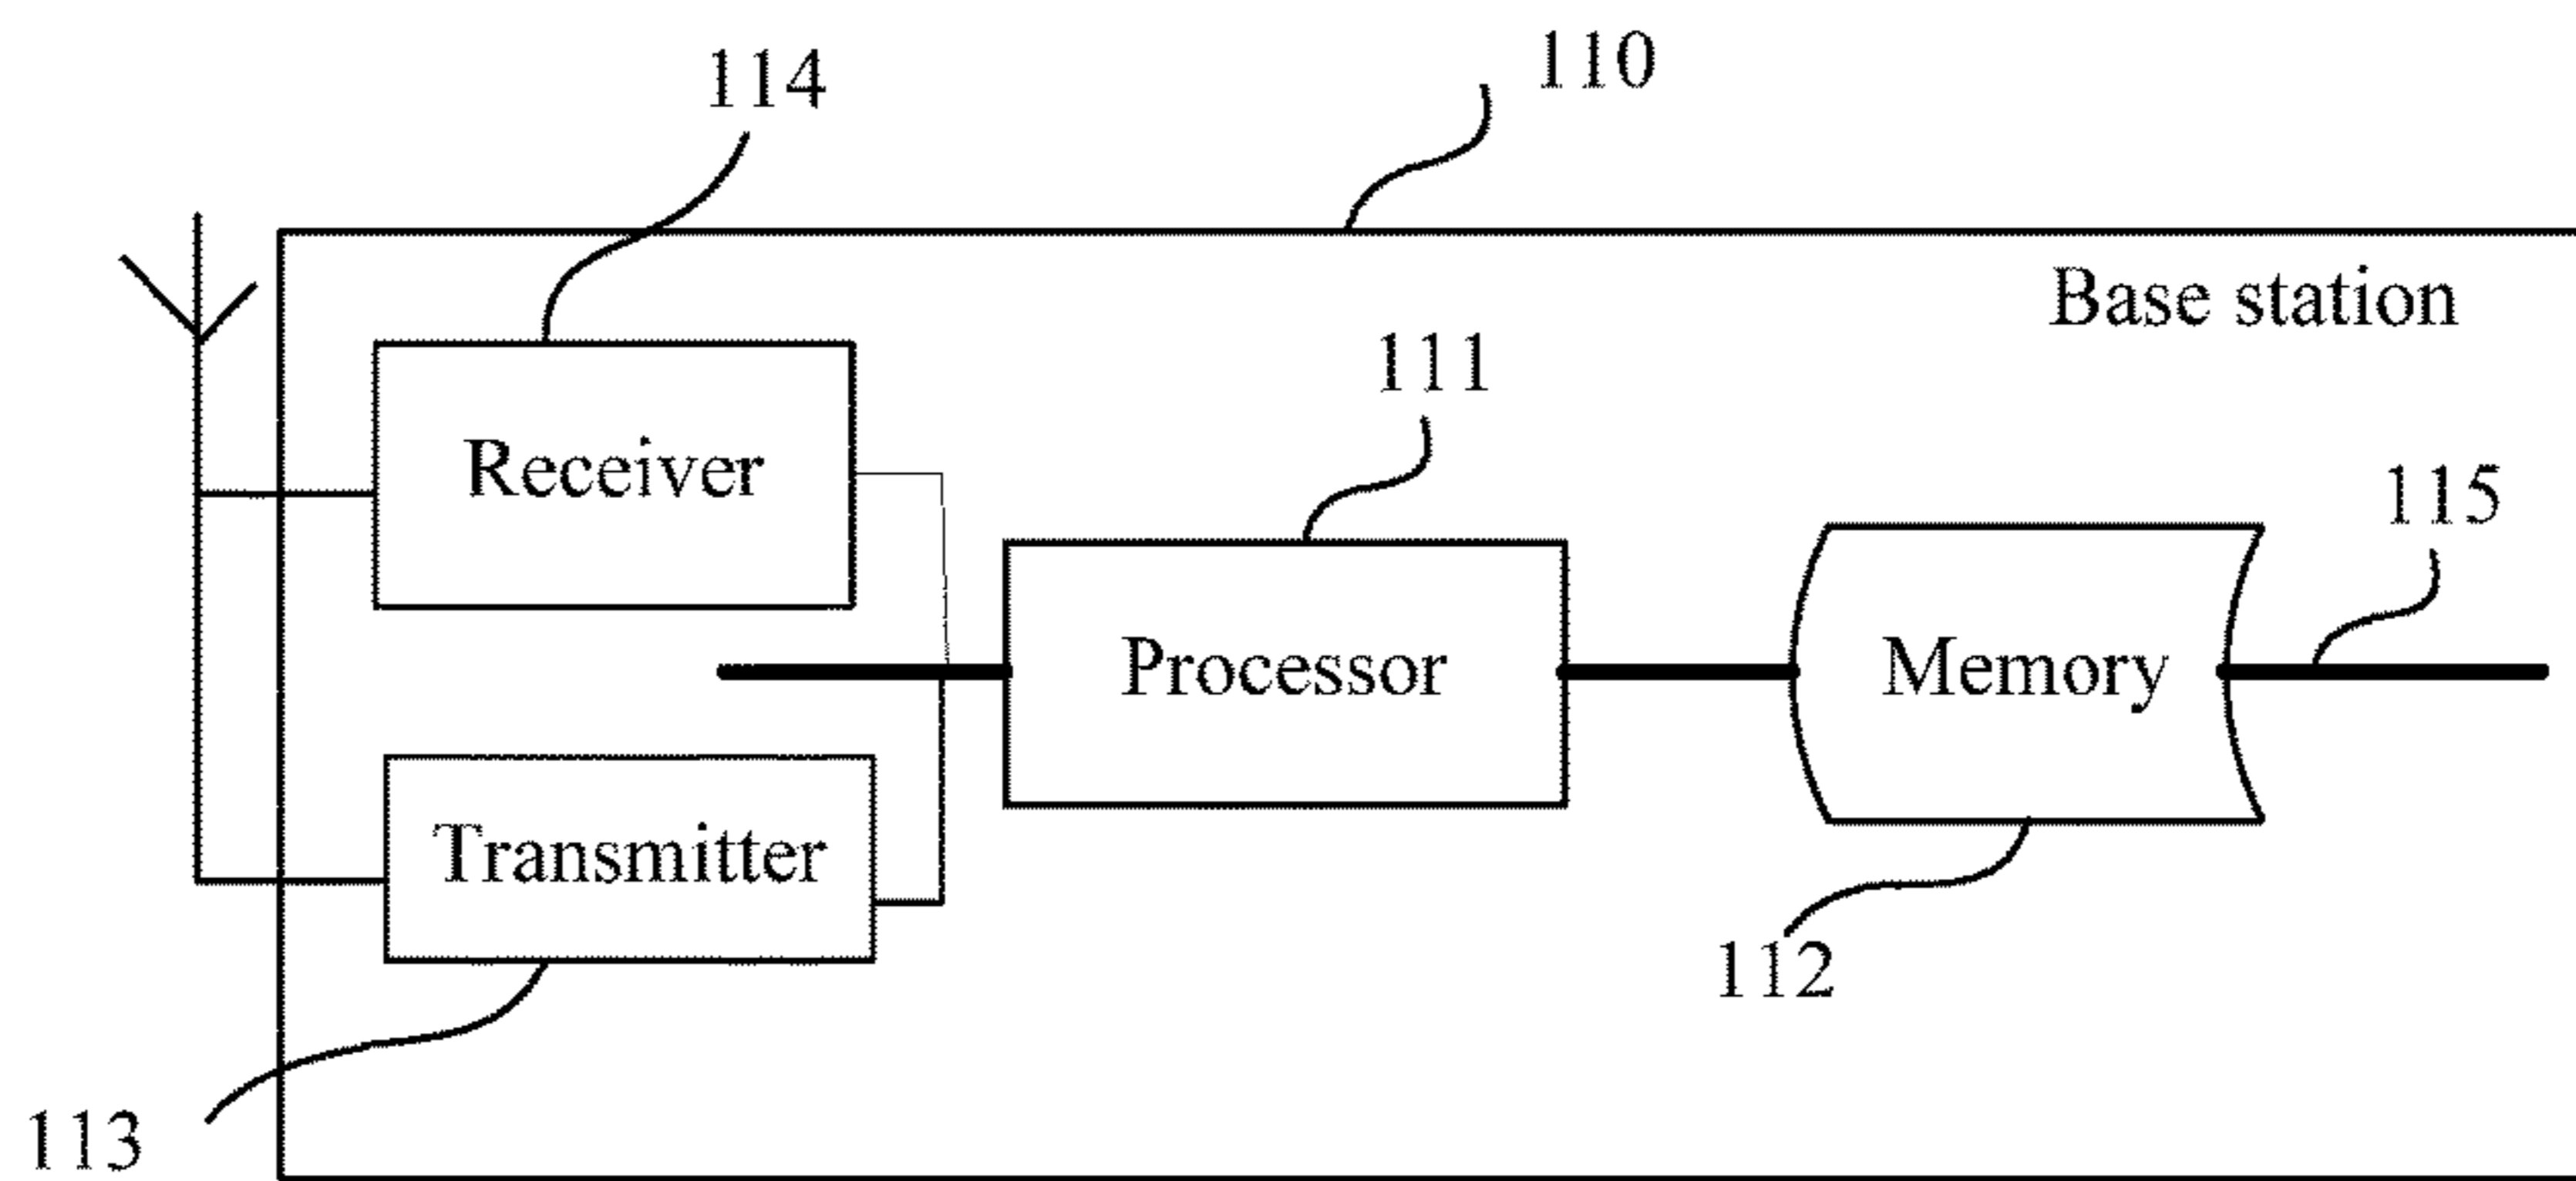 110
114
Base station
111
Receiver
115
Processor
Memory
Transmitter
112
113